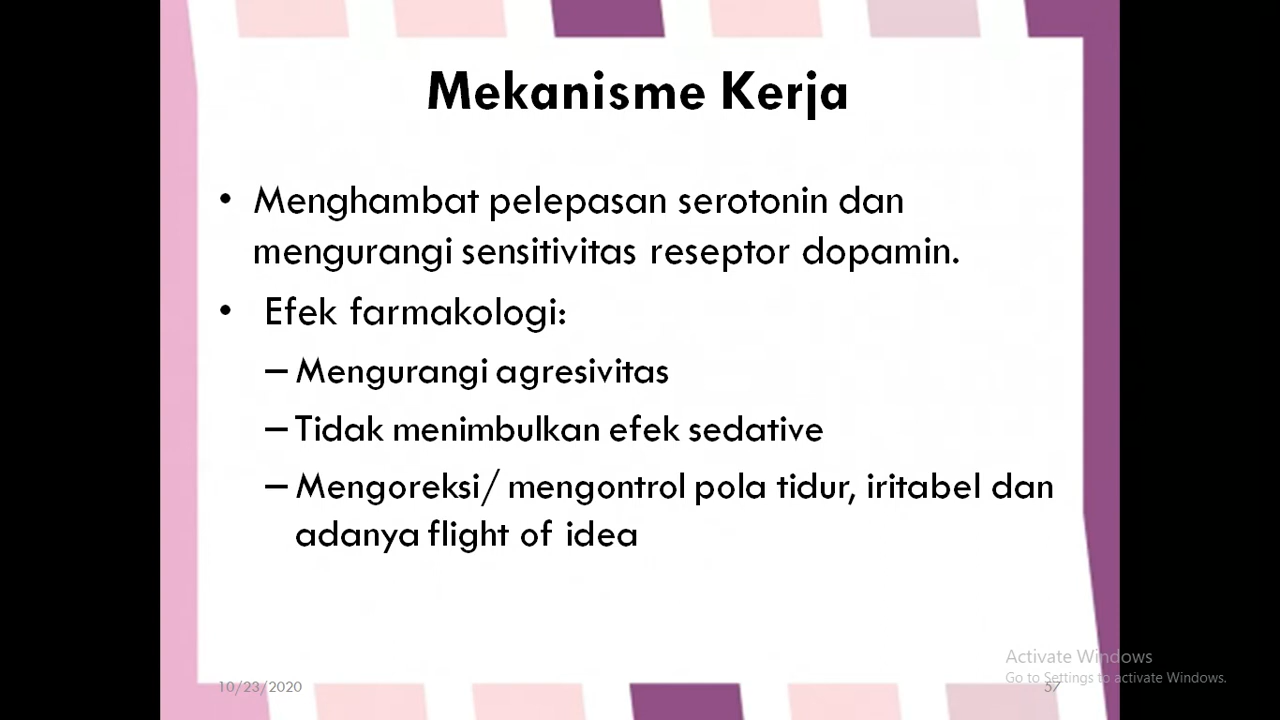 Mekanisme Kerja
• Menghambat pelepasan serotonin dan
mengurangi sensitivitas reseptor dopamin.
• Efek farmakologi:
– Mengurangi agresivitas
– Tidak menimbulkan efek sedative
– Mengoreksi/ mengontrol pola tidur, iritabel dan
adanya flight of idea
Activate Windows
Go to Settings to activate Windows.
10/23/2020
57